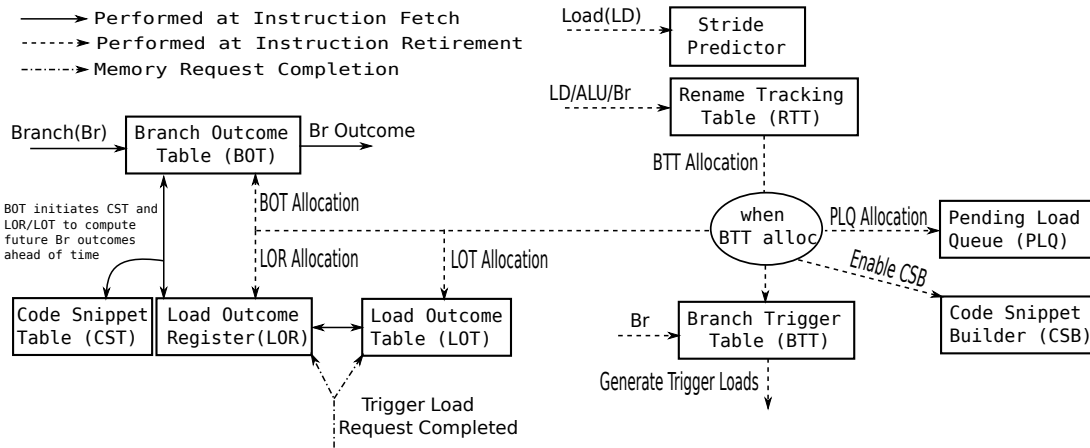 Performed at Instruction Fetch
Performed at Instruction Retirement
Memory Request Completion
Load(LD)
Stride
Predictor
LD/ALU/Br
Rename Tracking
Table (RTT)
BTT Allocation
Branch(Br)
Branch Outcome
Table (BOT)
Br Outcome
BOT initiates CST and
LOR/LOT to compute
future Br outcomes
ahead of time
BOT Allocation
LOR Allocation
LOT Allocation
when
BTT alloc
PLQ Allocation
Pending Load
Queue (PLQ)
Enable CSB
Code Snippet
Builder (CSB)
Code Snippet
Table (CST)
Load Outcome
Register(LOR)
Load Outcome
Table (LOT)
Br
Branch Trigger
Table (BTT)
Generate Trigger Loads
Trigger Load
Request Completed